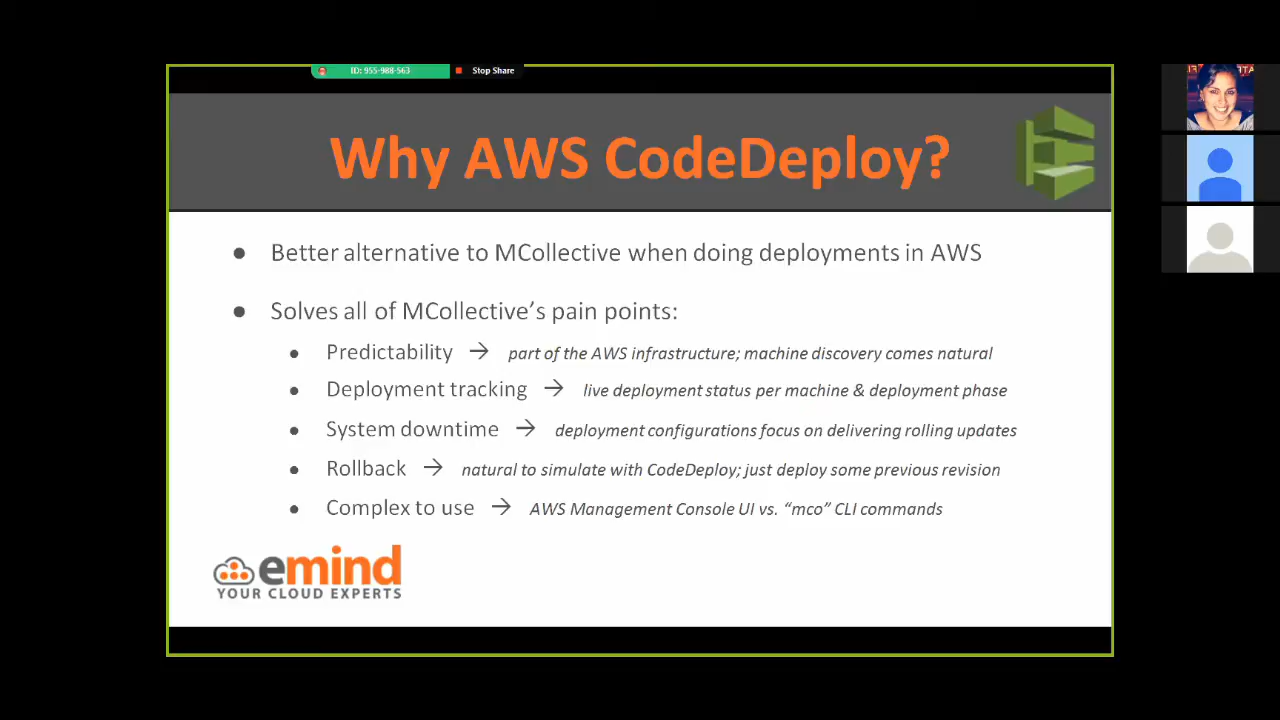 ID: 955-988-563 Stop Share
Why AWS CodeDeploy?
● Better alternative to MCollective when doing deployments in AWS
● Solves all of MCollective's pain points:
● Predictability → part of the AWS infrastructure; machine discovery comes natural
● Deployment tracking → live deployment status per machine & deployment phase
● System downtime → deployment configurations focus on delivering rolling updates
● Rollback → natural to simulate with CodeDeploy; just deploy some previous revision
● Complex to use → AWS Management Console UI vs. “mco” CLI commands
emind
YOUR CLOUD EXPERTS